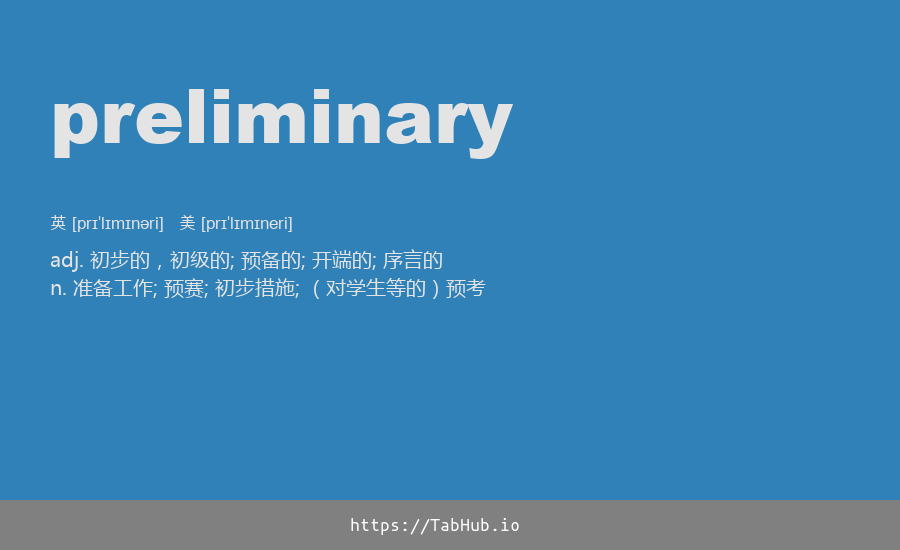 preliminary
英 [prɪˈlɪmɪnəri] 美 [prɪˈlɪmɪneri]
adj. 初步的，初级的; 预备的; 开端的; 序言的
n. 准备工作; 预赛; 初步措施; （对学生等的）预考
https://TabHub.io